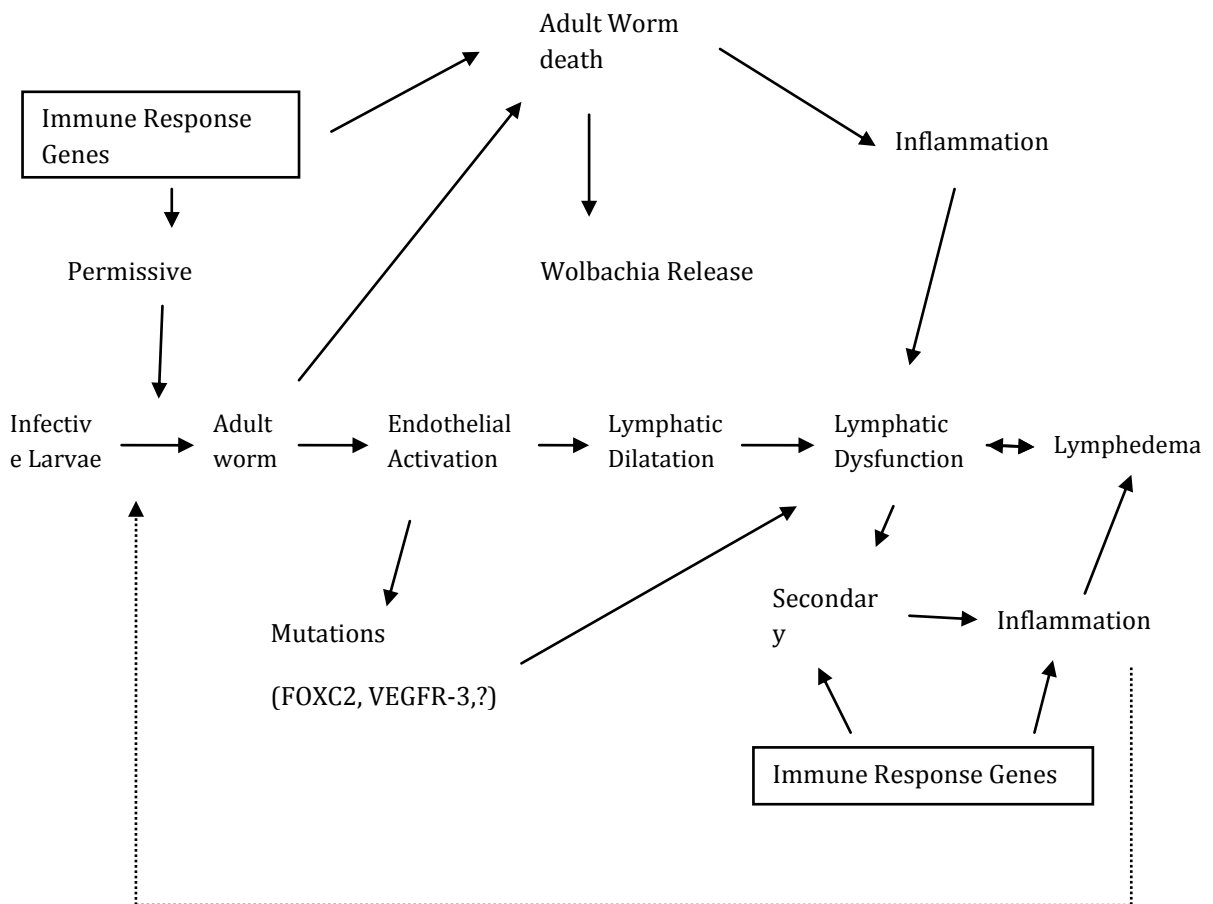 Adult Worm
death
Immune Response
Genes
Inflammation
Permissive
Wolbachia Release
Infectiv
e Larvae
Adult
worm
Endothelial
Activation
Lymphatic
Dilatation
Lymphatic
Dysfunction
Lymphedema
Secondar
y
Inflammation
Mutations
(FOXC2, VEGFR-3,?)
Immune Response Genes